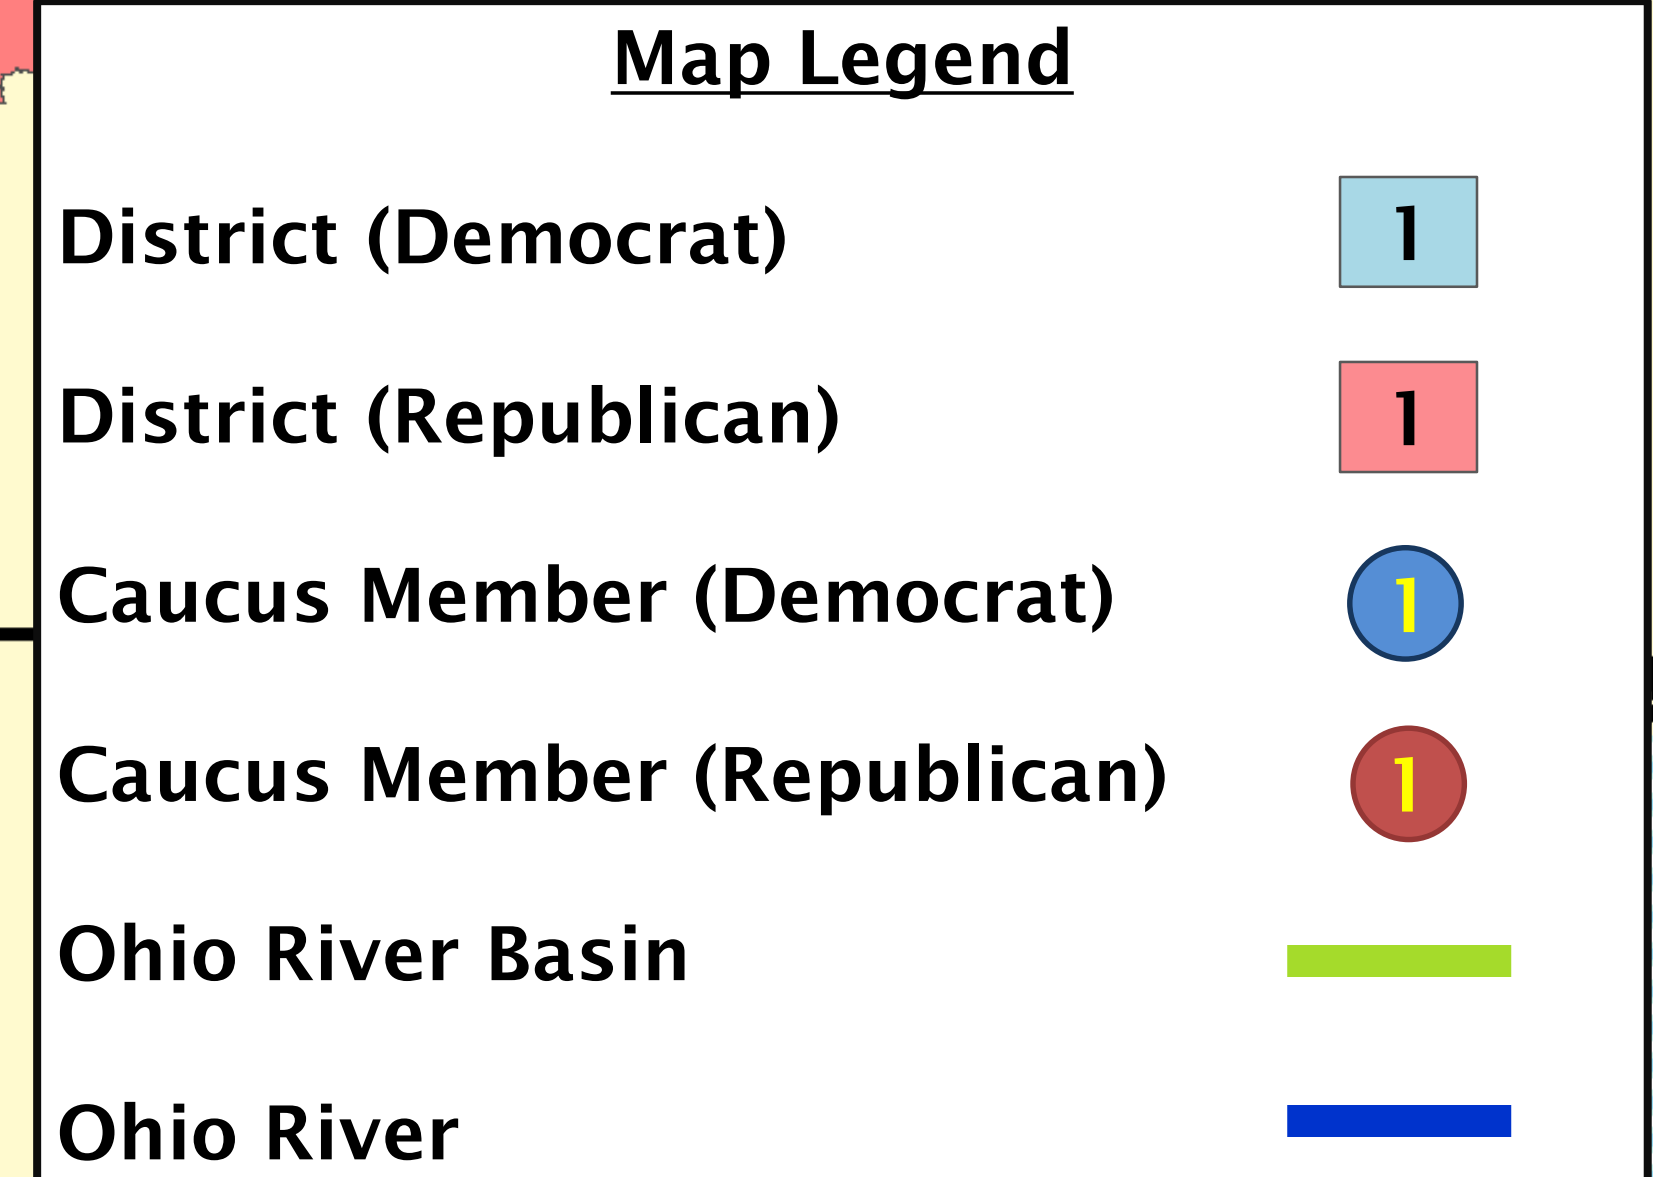 Map Legend
District (Democrat) 1
District (Republican) 1
Caucus Member (Democrat) 1
Caucus Member (Republican) 1
Ohio River Basin
Ohio River